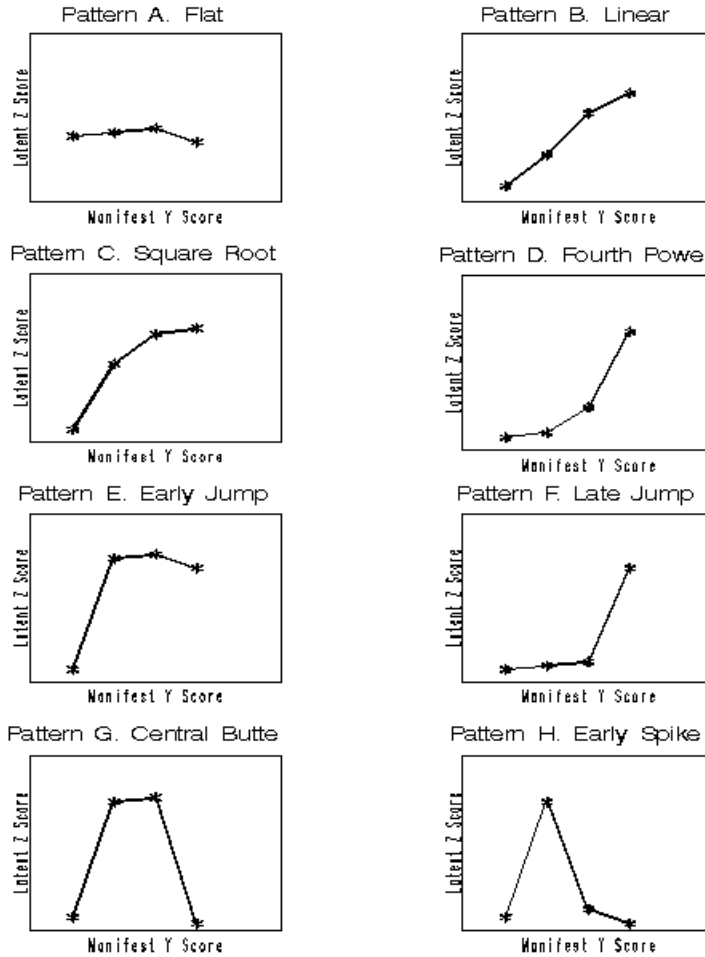 Pattern A. Flat
Latent Z Score
Manifest Y Score
Pattern B. Linear
Latent Z Score
Manifest Y Score
Pattern C. Square Root
Latent Z Score
Manifest Y Score
Pattern D. Fourth Powe
Latent Z Score
Manifest Y Score
Pattern E. Early Jump
Latent Z Score
Manifest Y Score
Pattern F. Late Jump
Latent Z Score
Manifest Y Score
Pattern G. Central Butte
Latent Z Score
Manifest Y Score
Pattern H. Early Spike
Latent Z Score
Manifest Y Score